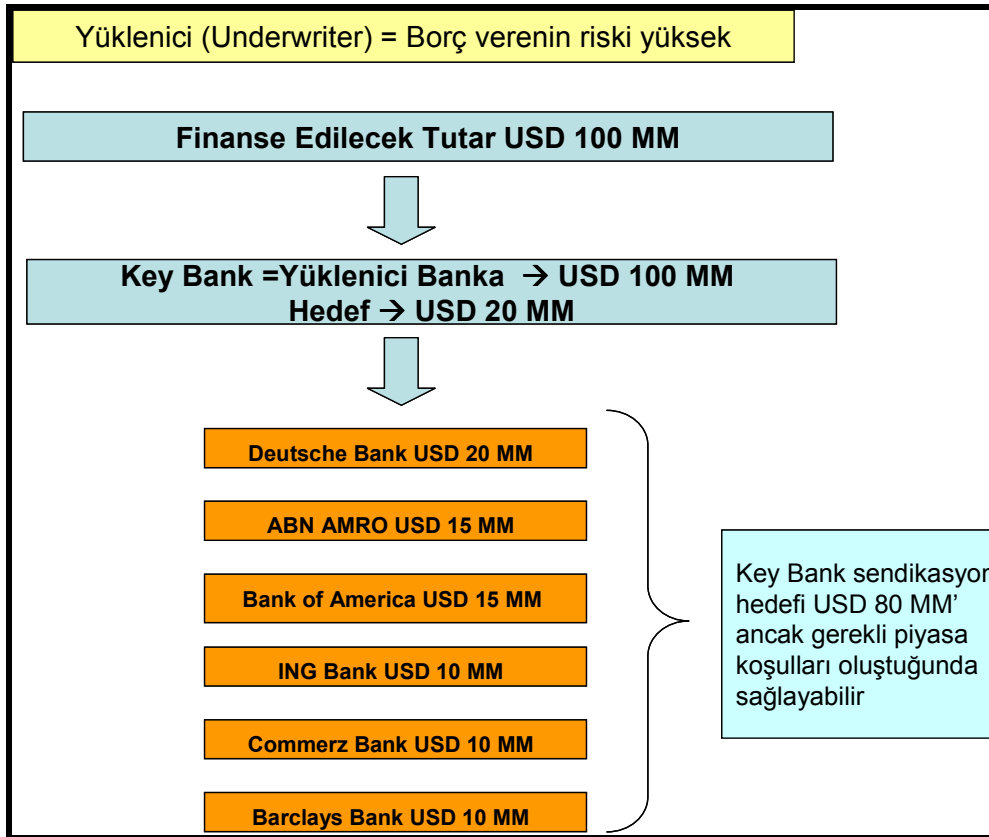 Yüklenici (Underwriter) = Borç verenin riski yüksek
Finanse Edilecek Tutar USD 100 MM
Key Bank =Yüklenici Banka → USD 100 MM
Hedef → USD 20 MM
Deutsche Bank USD 20 MM
ABN AMRO USD 15 MM
Bank of America USD 15 MM
ING Bank USD 10 MM
Commerz Bank USD 10 MM
Barclays Bank USD 10 MM
Key Bank sendikasyon
hedefi USD 80 MM'
ancak gerekli piyasa
koşulları oluştuğunda
sağlayabilir